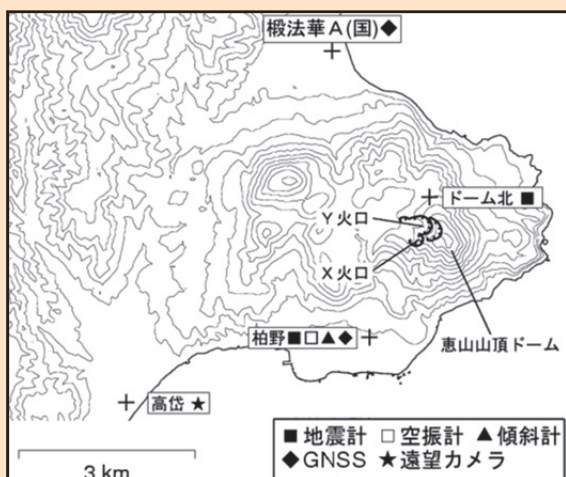 椴法華A(国)◆
ドーム北 ■
Y火口
X火口
恵山山頂ドーム
柏野■□▲◆
高岱 ★
■地震計 □空振計 ▲傾斜計
◆GNSS ★遠望カメラ
3 km